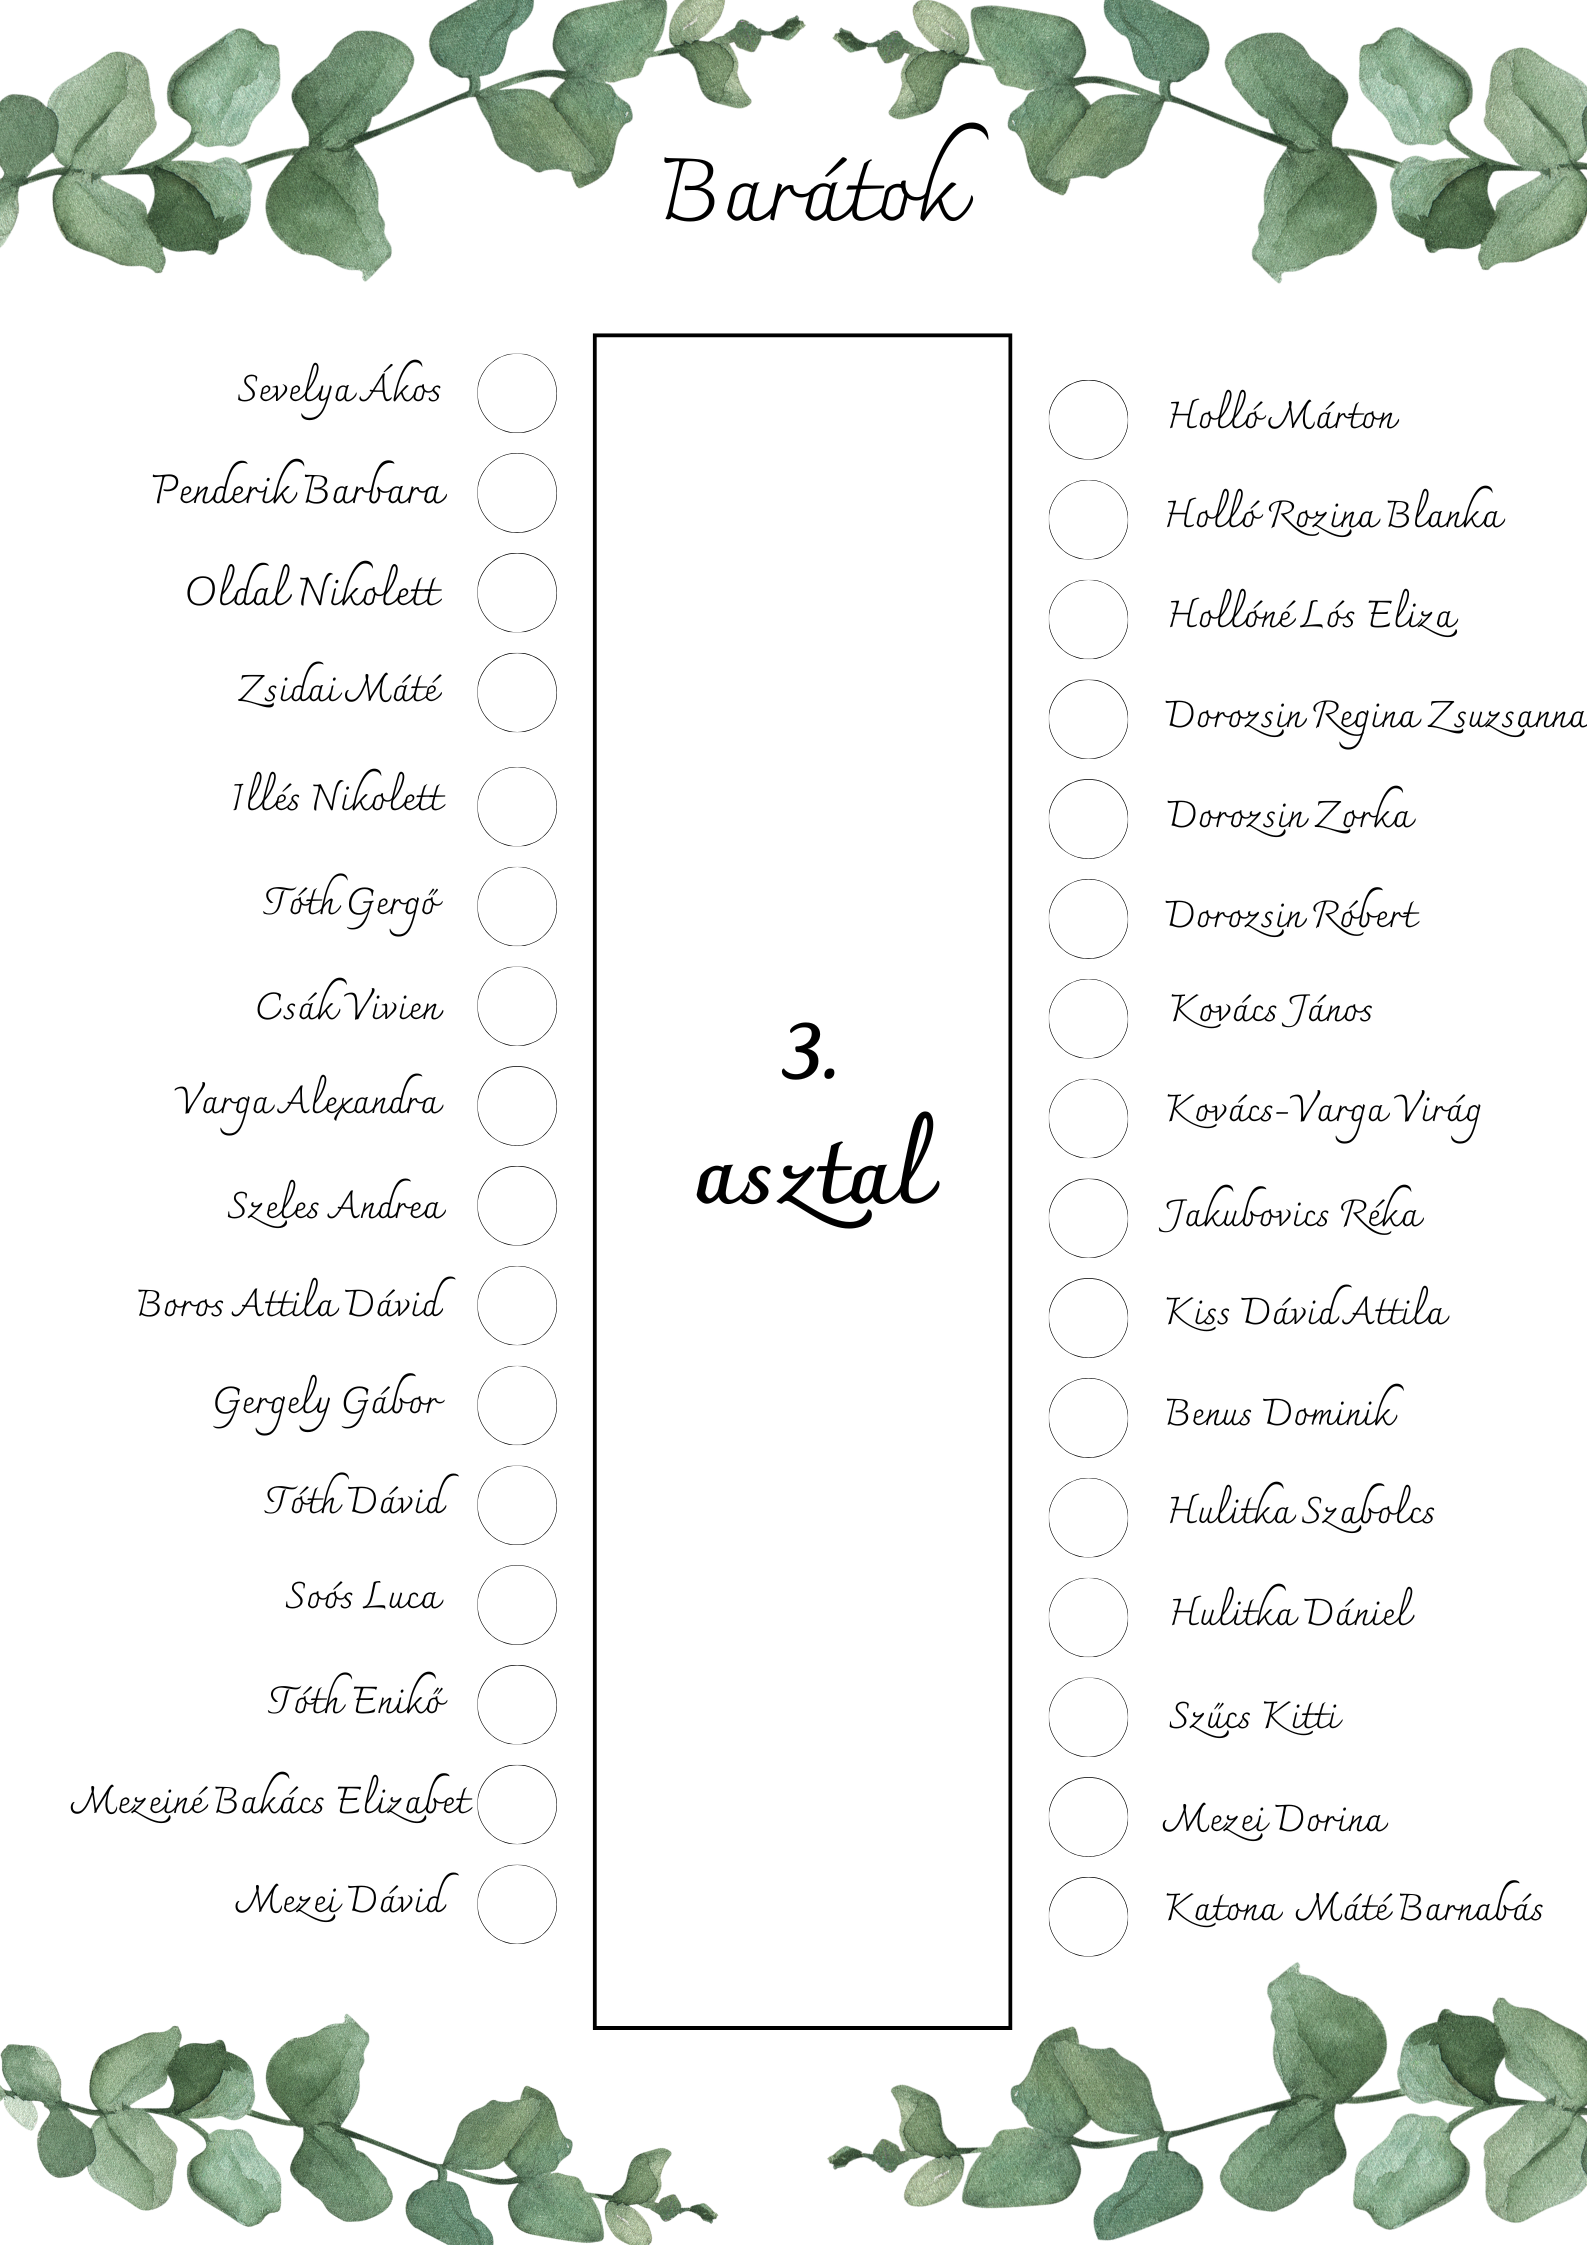 Barátok
Sevelya Ákos
Penderik Barbara
Oldal Nikolett
Zsidai Máté
Illés Nikolett
Tóth Gergő
Csák Vivien
Varga Alexandra
Szeles Andrea
Boros Attila Dávid
Gergely Gábor
Tóth Dávid
Soós Luca
Tóth Enikő
Mezeiné Bakács Elizabet
Mezei Dávid
3.
asztal
Holló Márton
Holló Rozina Blanka
Hollóné Lós Eliza
Dorozsin Regina Zsuzsanna
Dorozsin Zorka
Dorozsin Róbert
Kovács János
Kovács-Varga Virág
Jakubovics Réka
Kiss Dávid Attila
Benus Dominik
Hulitka Szabolcs
Hulitka Dániel
Szűcs Kitti
Mezei Dorina
Katona Máté Barnabás